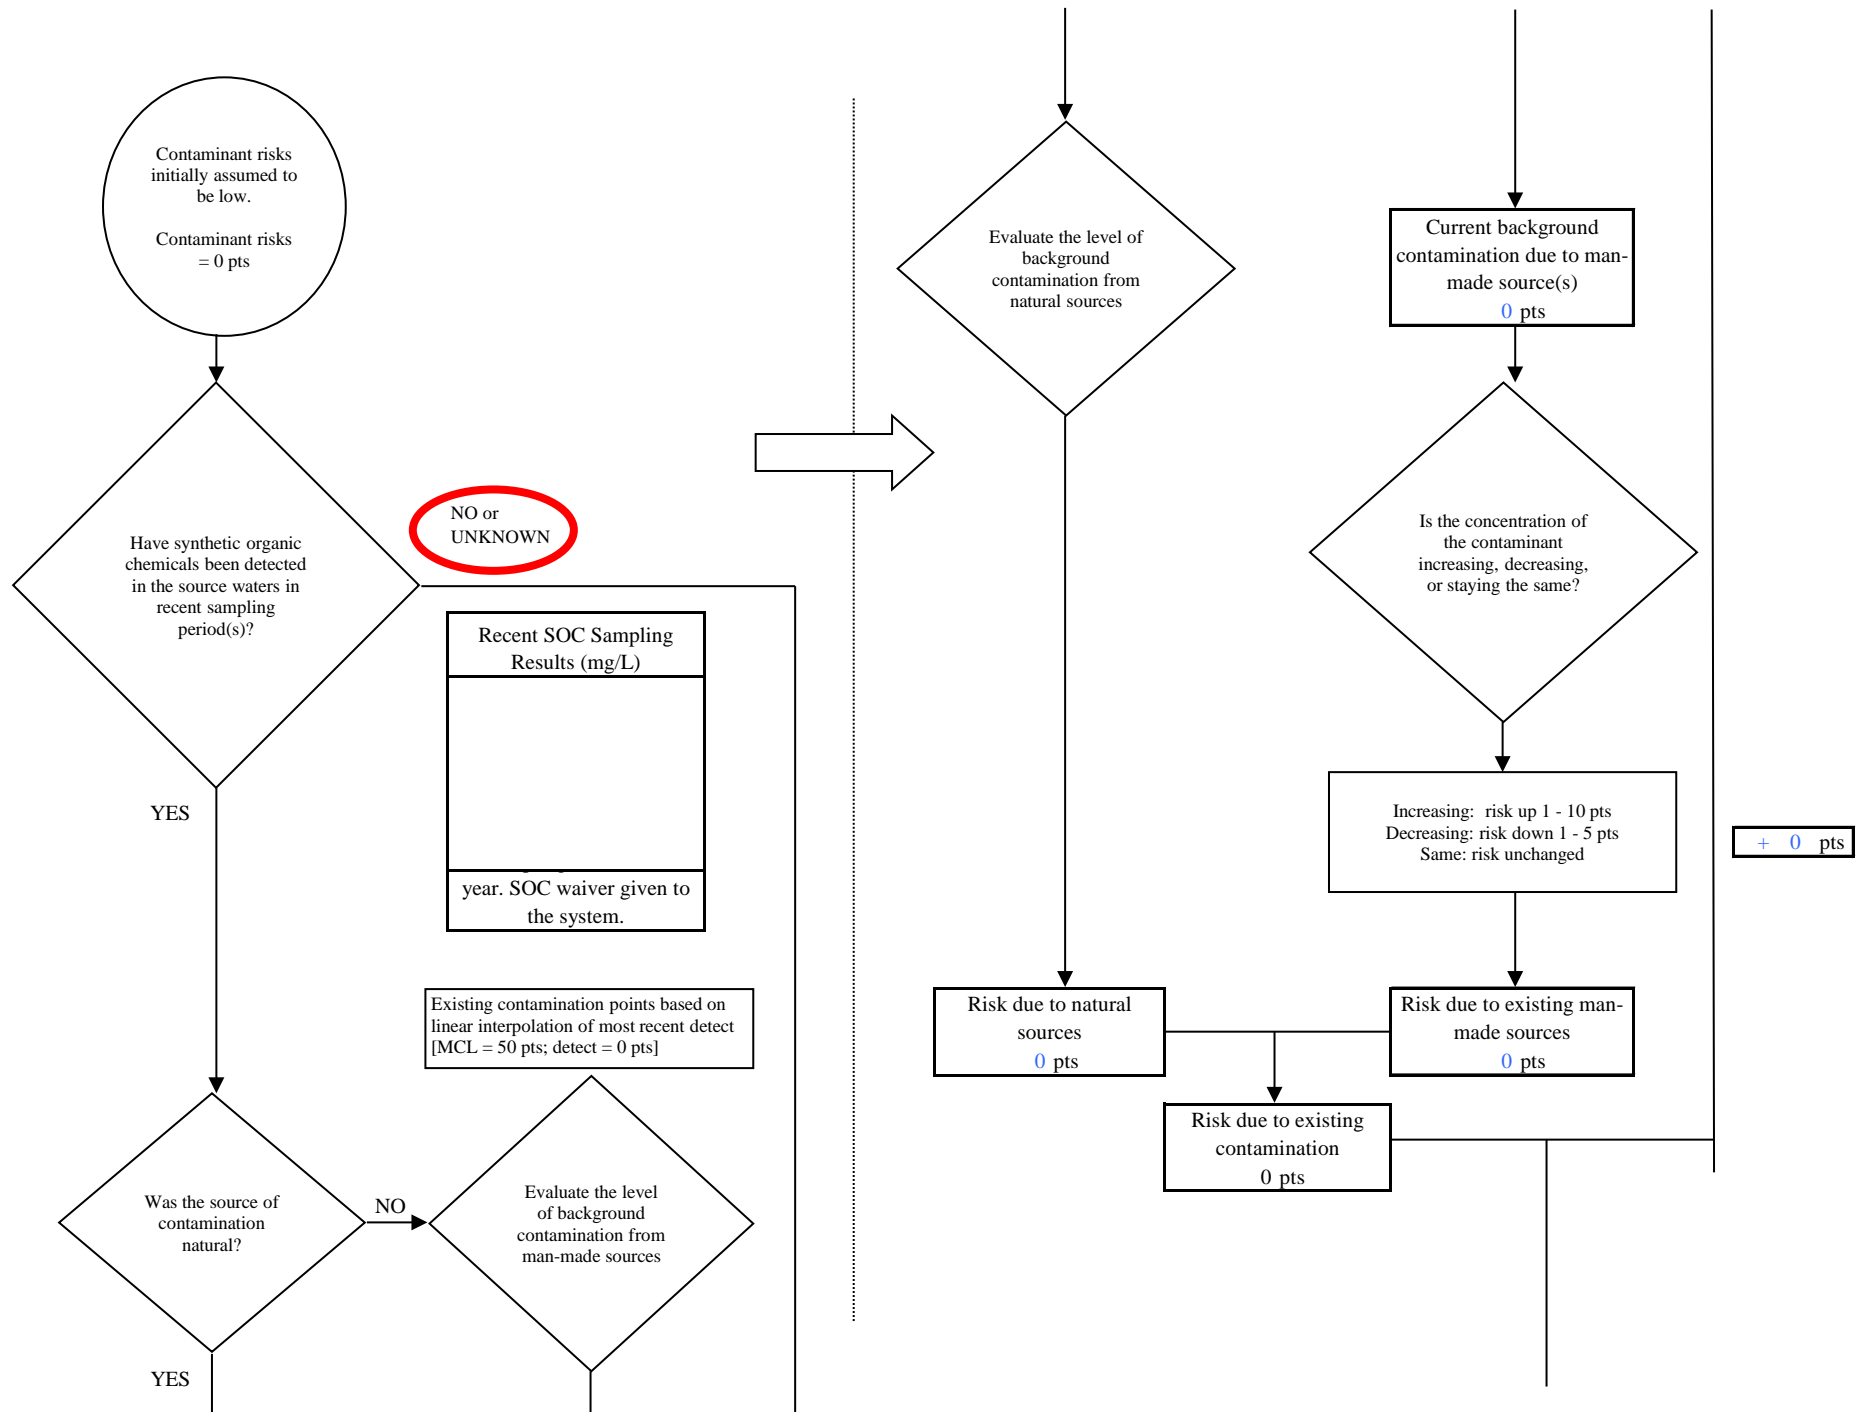 Contaminant risks
initially assumed to
be low.
Contaminant risks
= 0 pts
Have synthetic organic
chemicals been detected
in the source waters in
recent sampling
period(s)?
NO or
UNKNOWN
YES
Recent SOC Sampling
Results (mg/L)
year. SOC waiver given to
the system.
Existing contamination points based on
linear interpolation of most recent detect
[MCL = 50 pts; detect = 0 pts]
Was the source of
contamination
natural?
NO
Evaluate the level
of background
contamination from
man-made sources
YES
Evaluate the level of
background
contamination from
natural sources
Current background
contamination due to man-
made source(s)
0 pts
Is the concentration of
the contaminant
increasing, decreasing,
or staying the same?
Increasing: risk up 1 - 10 pts
Decreasing: risk down 1 - 5 pts
Same: risk unchanged
+ 0 pts
Risk due to natural
sources
0 pts
Risk due to existing man-
made sources
0 pts
Risk due to existing
contamination
0 pts